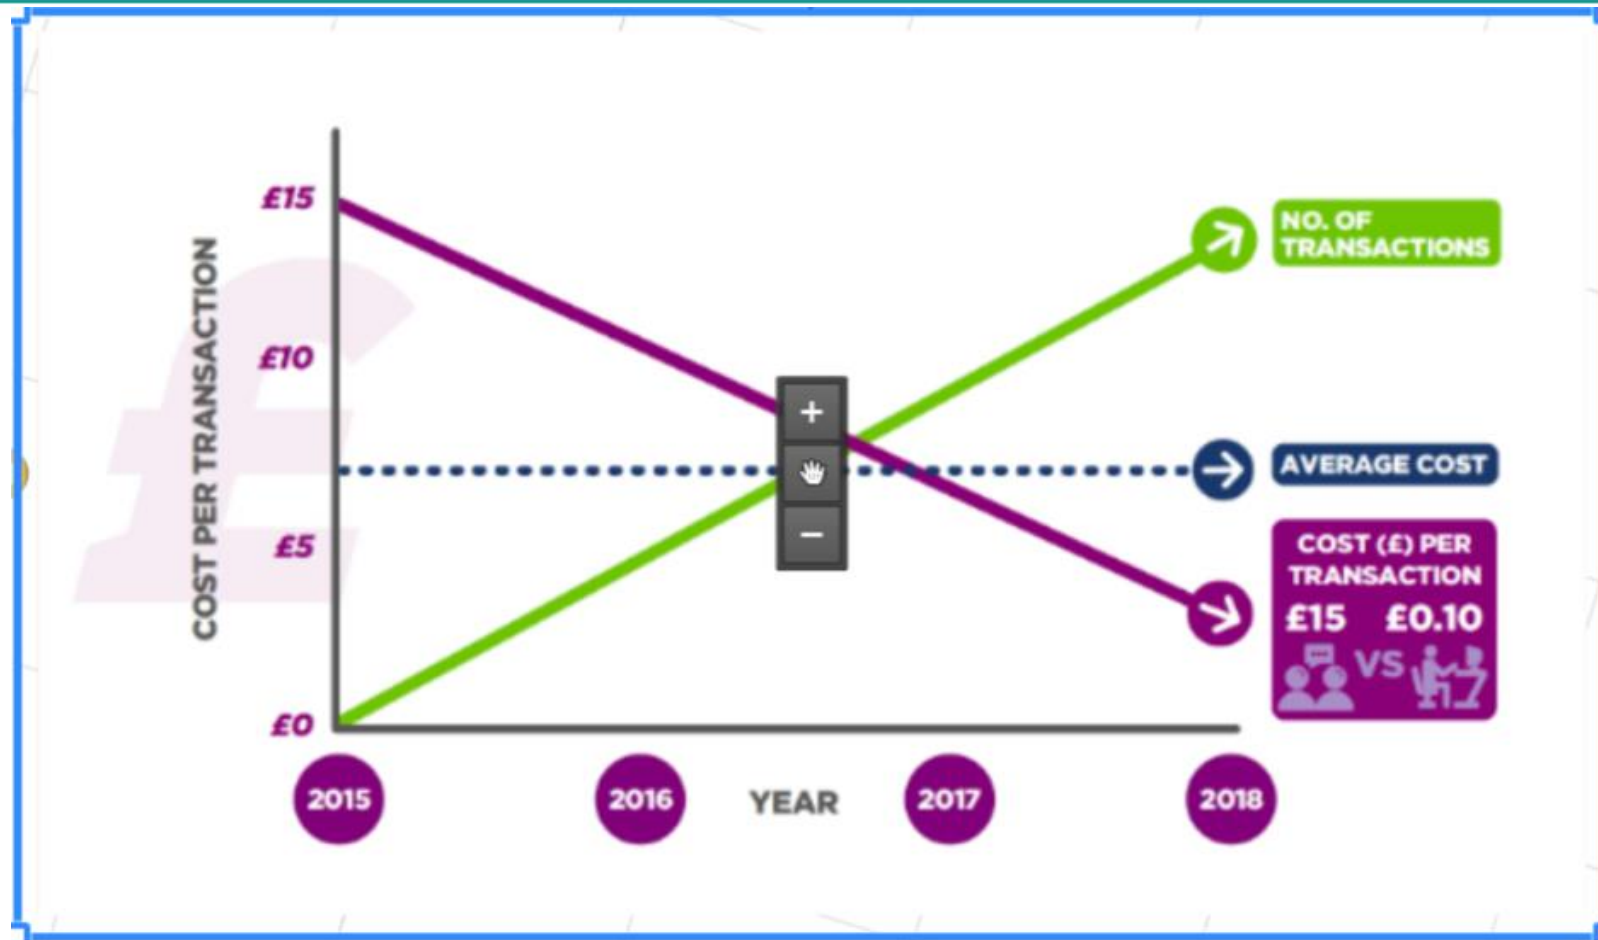 £15
£10
£5
£0
COST PER TRANSACTION
2015
2016
YEAR
2017
2018
NO. OF
TRANSACTIONS
AVERAGE COST
COST (£) PER
TRANSACTION
£15 £0.10
VS